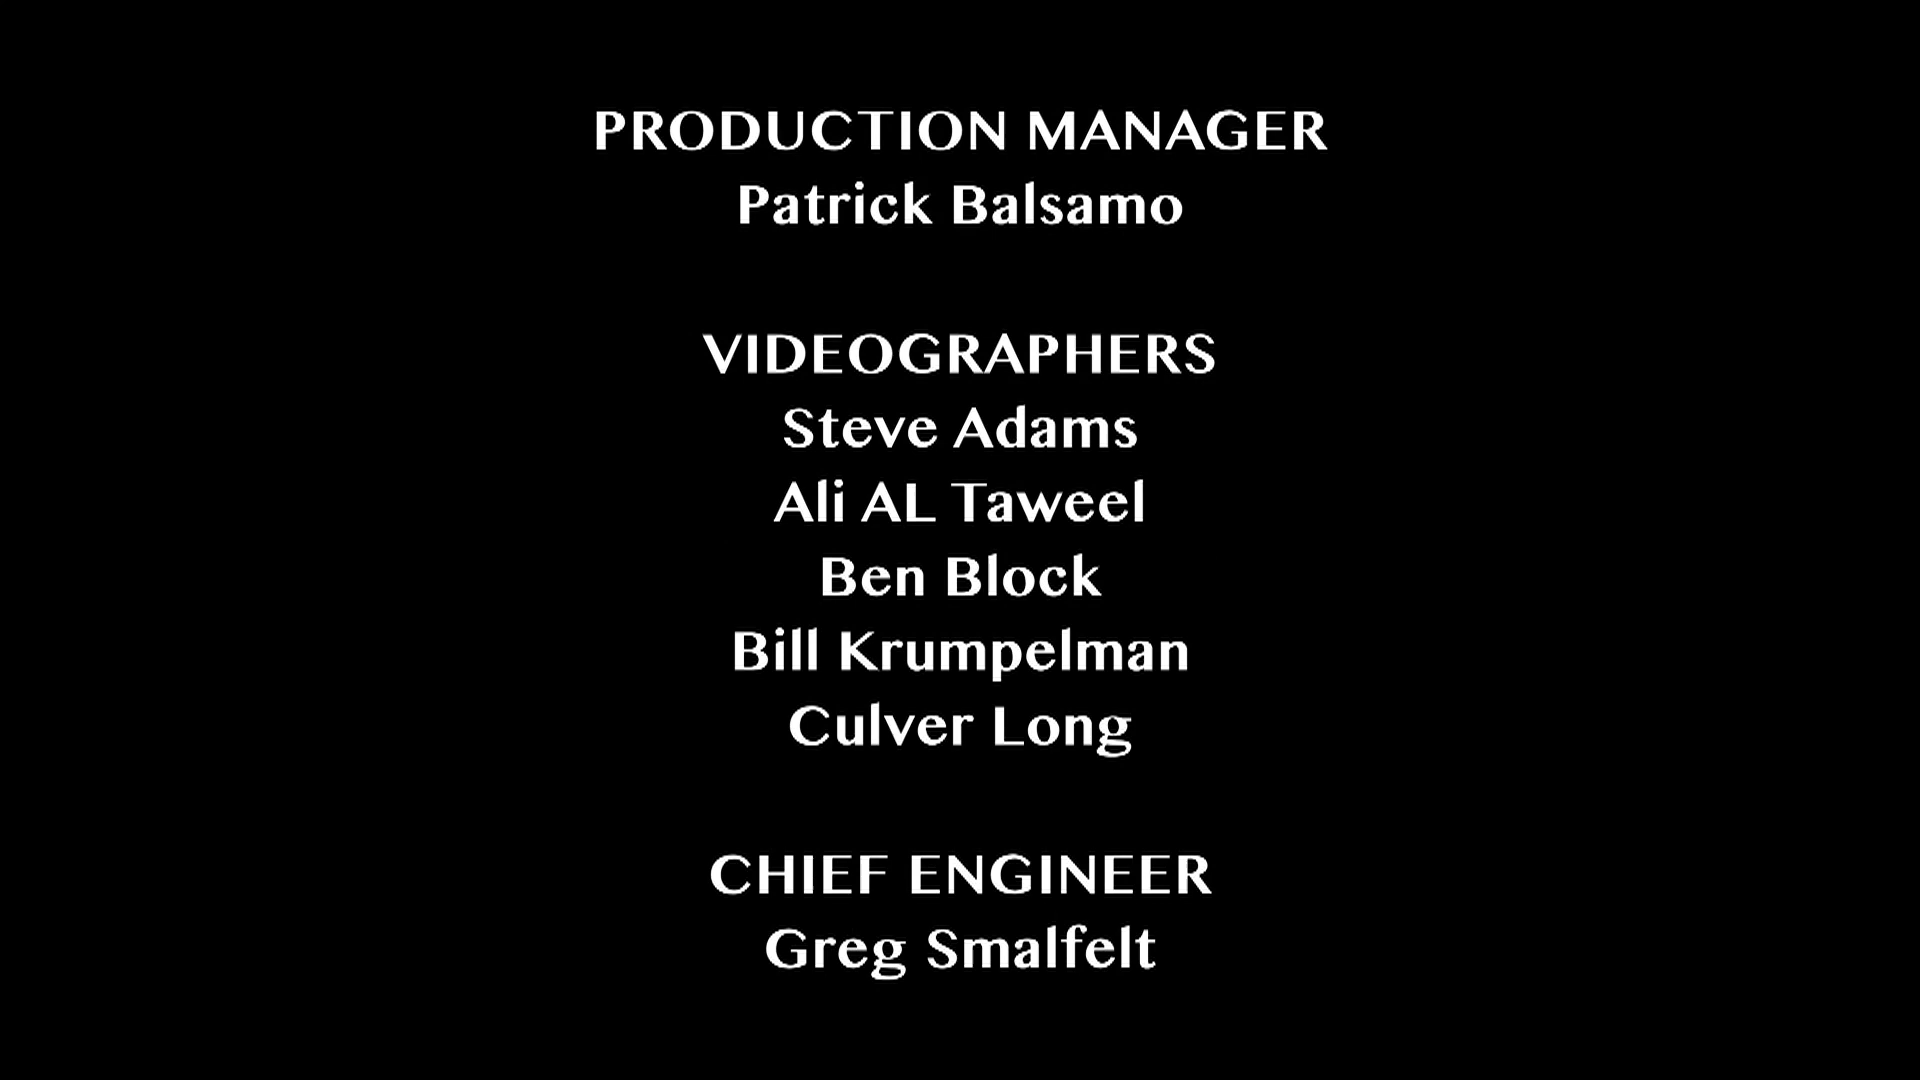 PRODUCTION MANAGER
Patrick Balsamo
VIDEOGRAPHERS
Steve Adams
Ali AL Taweel
Ben Block
Bill Krumpelman
Culver Long
CHIEF ENGINEER
Greg Smalfelt